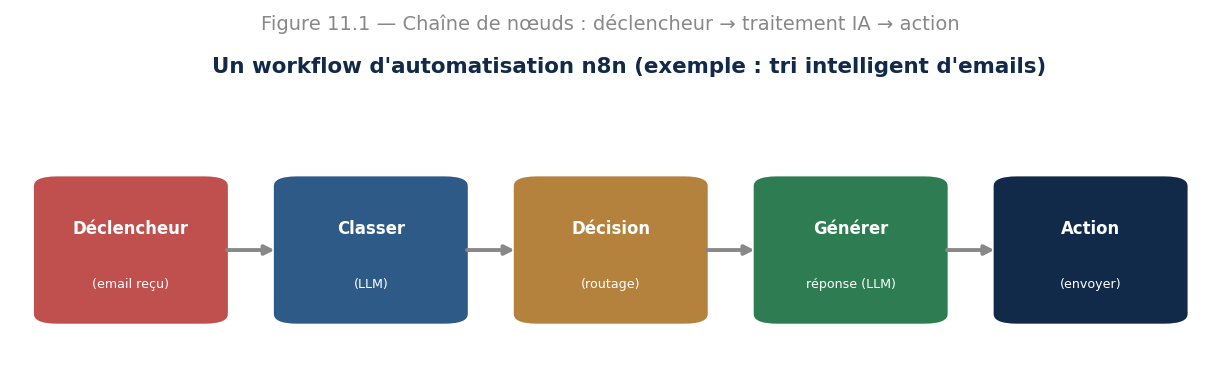 Figure 11.1 — Chaîne de nœuds : déclencheur → traitement IA → action
Un workflow d'automatisation n8n (exemple : tri intelligent d'emails)
Déclencheur
(email reçu)
Classer
(LLM)
Décision
(routage)
Générer
réponse (LLM)
Action
(envoyer)